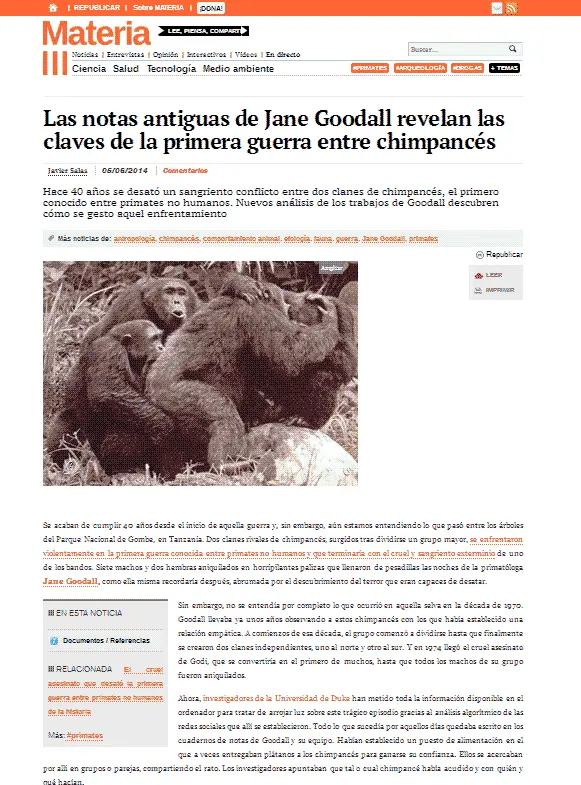 REPUBLICAR Sobre MATERIA ¡DONA!
Materia LEE, PIENSA, COMPARTE
Noticias | Entrevistas | Opinión | Interactivos | Vídeos | En directo
Buscar...
Ciencia Salud Tecnología Medio ambiente
#PRIMATES #ARQUEOLOGÍA #DROGAS + TEMAS
Las notas antiguas de Jane Goodall revelan las
claves de la primera guerra entre chimpancés
Javier Salas 05/06/2014 Comentarios
Hace 40 años se desató un sangriento conflicto entre dos clanes de chimpancés, el primero
conocido entre primates no humanos. Nuevos análisis de los trabajos de Goodall descubren
cómo se gesto aquel enfrentamiento
Más noticias de: antropología, chimpancés, comportamiento animal, etología, fauna, guerra, Jane Goodall, primates
Republicar
Ampliar
LEER
IMPRIMIR
Se acaban de cumplir 40 años desde el inicio de aquella guerra y, sin embargo, aún estamos entendiendo lo que pasó entre los árboles
del Parque Nacional de Gombe, en Tanzania. Dos clanes rivales de chimpancés, surgidos tras dividirse un grupo mayor, se enfrentaron
violentamente en la primera guerra conocida entre primates no humanos y que terminaría con el cruel y sangriento exterminio de uno
de los bandos. Siete machos y dos hembras aniquilados en horripilantes palizas que llenaron de pesadillas las noches de la primatóloga
Jane Goodall, como ella misma recordaría después, abrumada por el descubrimiento del terror que eran capaces de desatar.
EN ESTA NOTICIA
Documentos / Referencias
RELACIONADA El cruel
asesinato que desató la primera
guerra entre primates no humanos
de la historia
Más: #primates
Sin embargo, no se entendía por completo lo que ocurrió en aquella selva en la década de 1970.
Goodall llevaba ya unos años observando a estos chimpancés con los que había establecido una
relación empática. A comienzos de esa década, el grupo comenzó a dividirse hasta que finalmente
se crearon dos clanes independientes, uno al norte y otro al sur. Y en 1974 llegó el cruel asesinato
de Godi, que se convertiría en el primero de muchos, hasta que todos los machos de su grupo
fueron aniquilados.
Ahora, investigadores de la Universidad de Duke han metido toda la información disponible en el
ordenador para tratar de arrojar luz sobre este trágico episodio gracias al análisis algorítmico de las
redes sociales que allí se establecieron. Todo lo que sucedía por aquellos días quedaba escrito en los
cuadernos de notas de Goodall y su equipo. Habían establecido un puesto de alimentación en el
que a veces entregaban plátanos a los chimpancés para ganarse su confianza. Ellos se acercaban
por allí en grupos o parejas, compartiendo el rato. Los investigadores apuntaban que tal o cual chimpancé había acudido y con quién y
qué hacían.